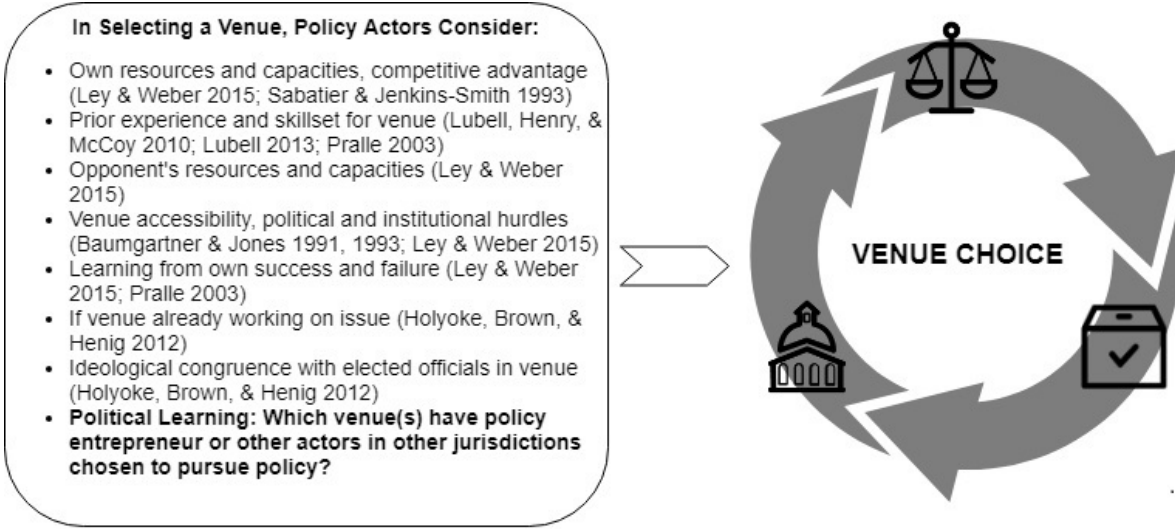 In Selecting a Venue, Policy Actors Consider:
• Own resources and capacities, competitive advantage
(Ley & Weber 2015; Sabatier & Jenkins-Smith 1993)
• Prior experience and skillset for venue (Lubell, Henry, &
McCoy 2010; Lubell 2013; Pralle 2003)
• Opponent's resources and capacities (Ley & Weber
2015)
• Venue accessibility, political and institutional hurdles
(Baumgartner & Jones 1991, 1993; Ley & Weber 2015)
• Learning from own success and failure (Ley & Weber
2015; Pralle 2003)
• If venue already working on issue (Holyoke, Brown, &
Henig 2012)
• Ideological congruence with elected officials in venue
(Holyoke, Brown, & Henig 2012)
• Political Learning: Which venue(s) have policy
entrepreneur or other actors in other jurisdictions
chosen to pursue policy?
VENUE CHOICE
.